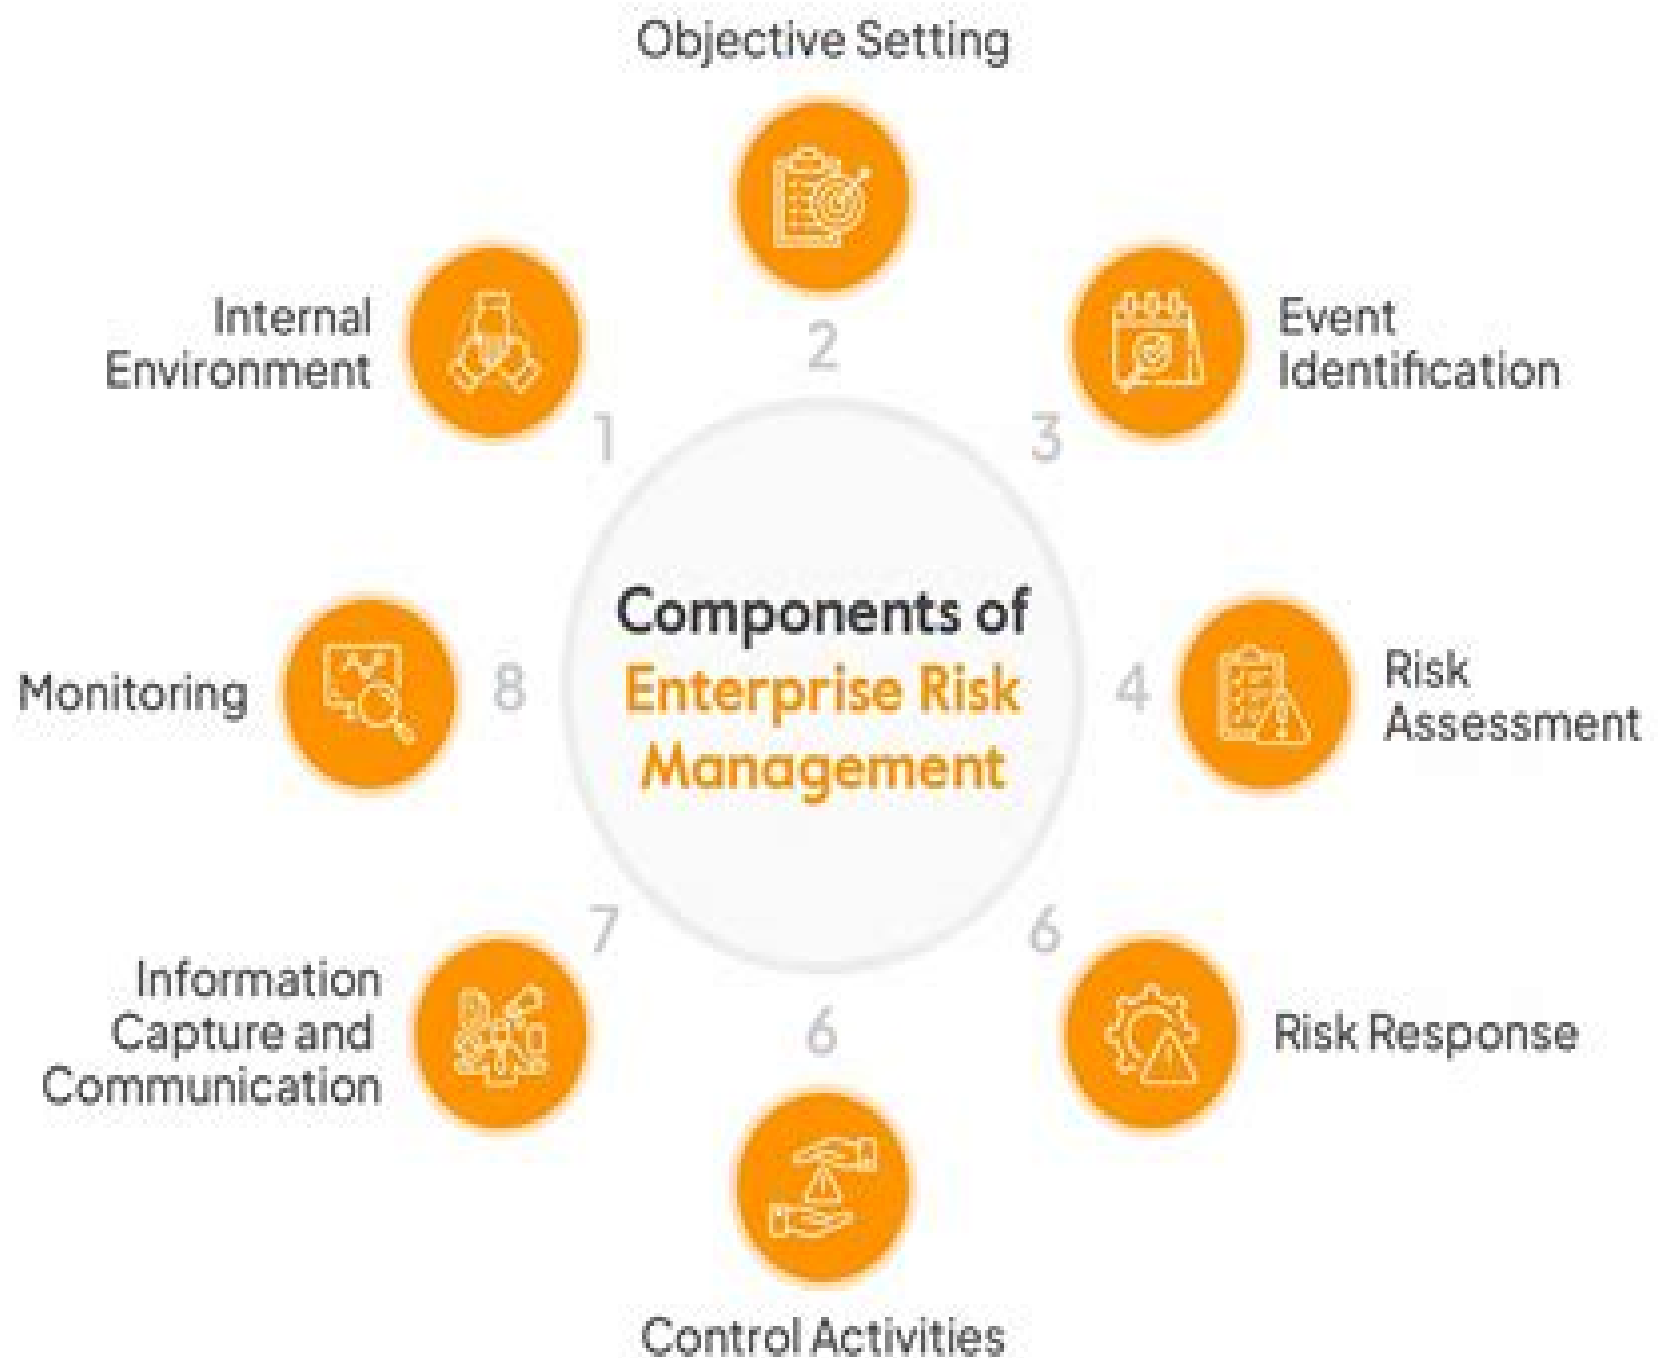 Objective Setting
2
Internal
Environment
1
Event
Identification
3
Components of
Enterprise Risk
Management
Monitoring
8
4
Risk
Assessment
7
Information
Capture and
Communication
6
Risk Response
6
Control Activities